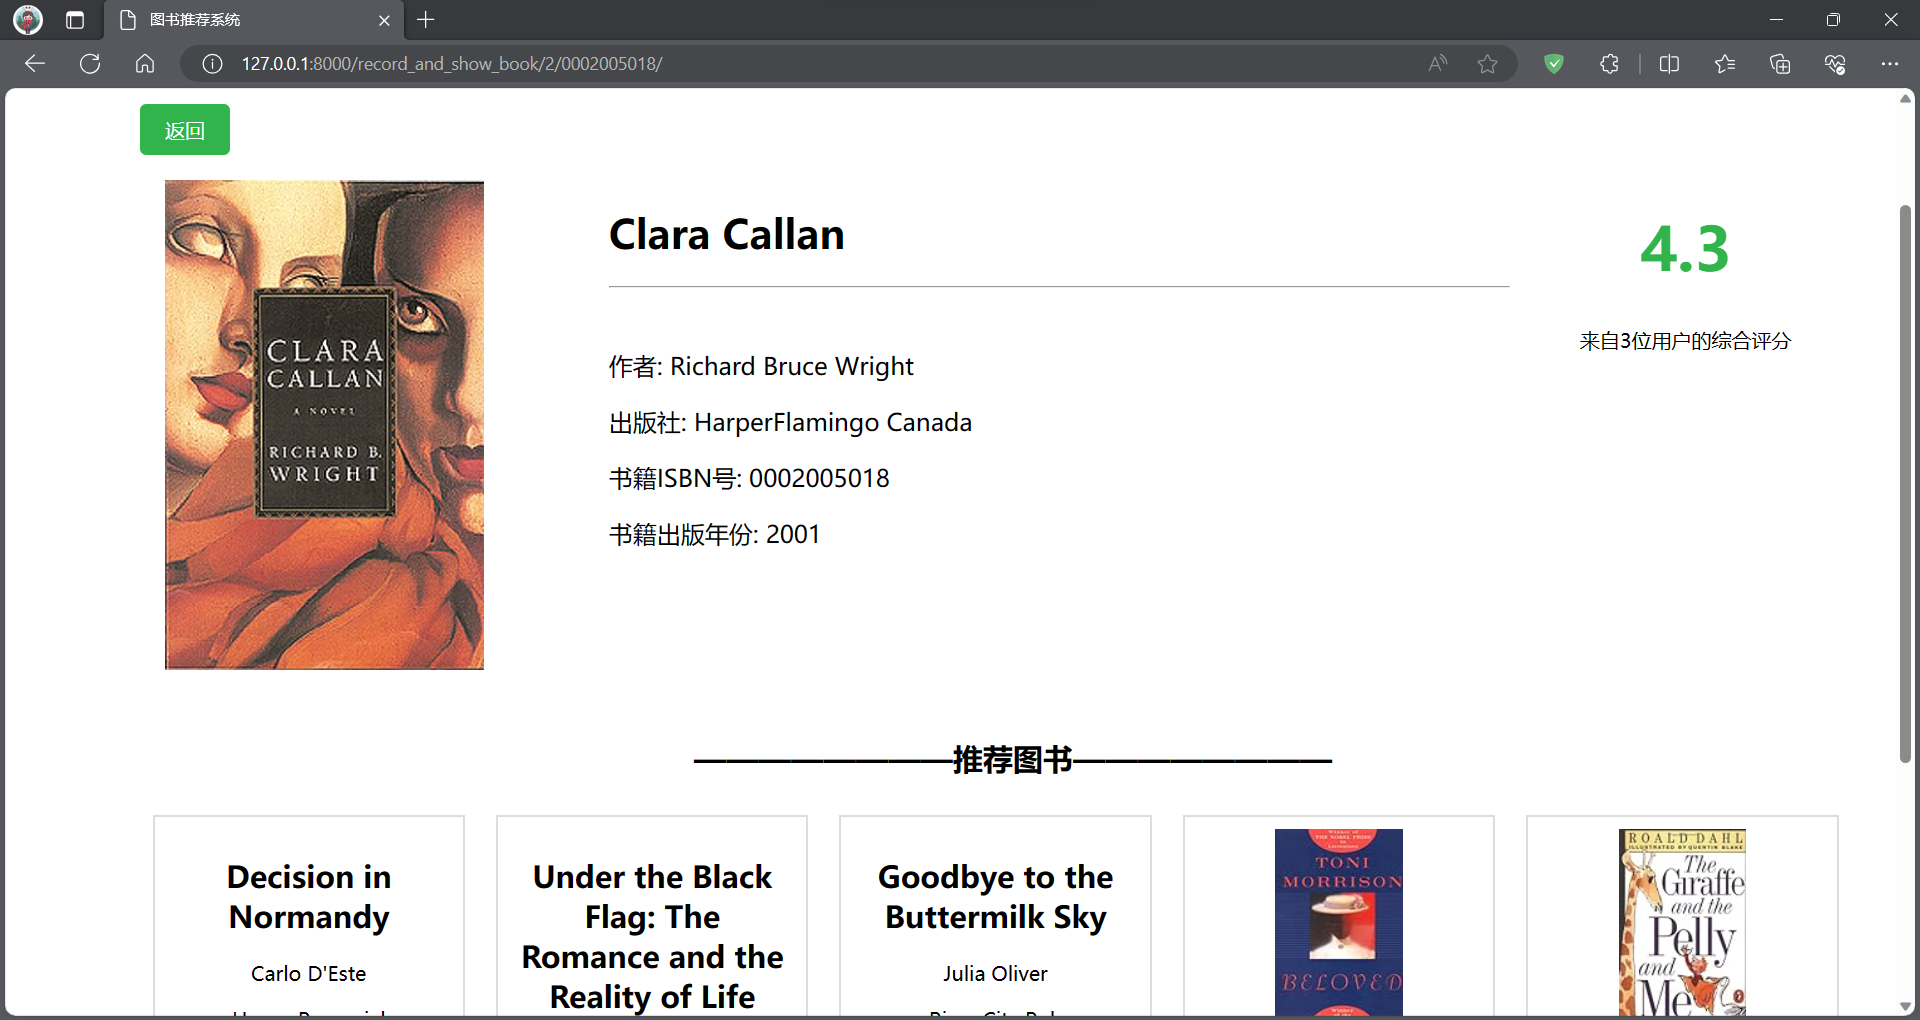 图书推荐系统
127.0.0.1:8000/record_and_show_book/2/0002005018/
返回
CLARA
CALLAN
A NOVEL
RICHARD B.
WRIGHT
Clara Callan
作者: Richard Bruce Wright
出版社: HarperFlamingo Canada
书籍ISBN号: 0002005018
书籍出版年份: 2001
4.3
来自3位用户的综合评分
————————推荐图书————————
Decision in
Normandy
Carlo D'Este
Under the Black
Flag: The
Romance and the
Reality of Life
Goodbye to the
Buttermilk Sky
Julia Oliver
TONI
MORRISON
BELOVED
ROALD DAHL
ILLUSTRATED BY QUENTIN BLAKE
The
Giraffe
and the
Pelly
and
Me